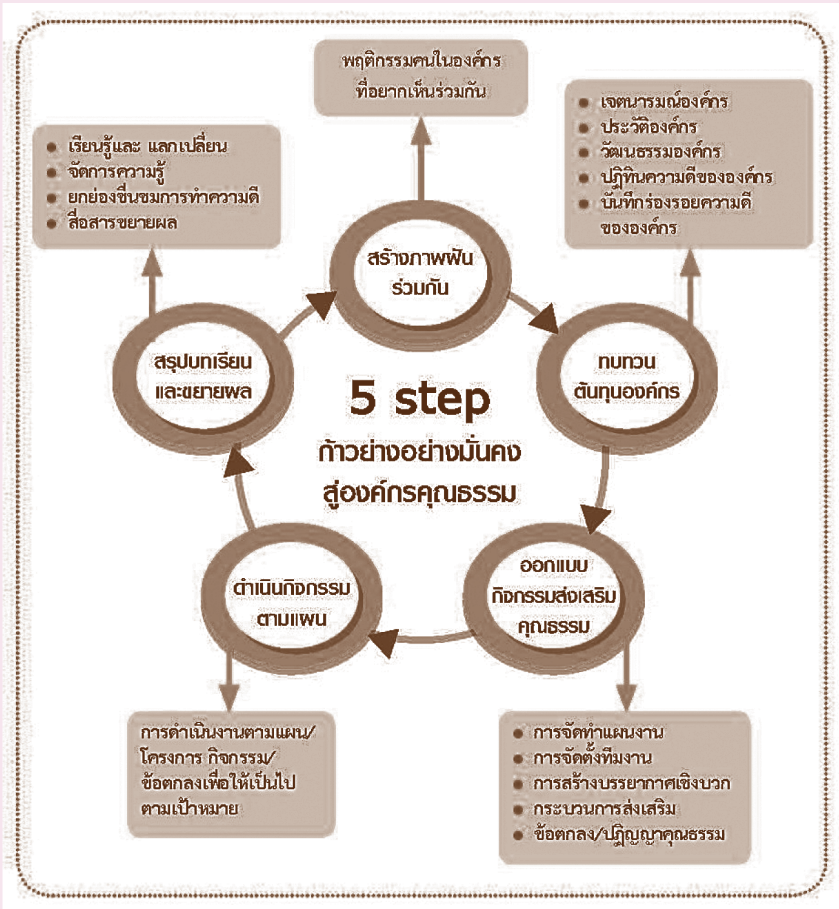 พฤติกรรมคนในองค์กร
ที่อยากเห็นร่วมกัน
สร้างภาพฝัน
ร่วมกัน
● เจตนารมณ์องค์กร
● ประวัติองค์กร
● วัฒนธรรมองค์กร
● ปฏิทินความดีขององค์กร
● บันทึกร่องรอยความดี
ขององค์กร
ทบทวน
ต้นทุนองค์กร
● เรียนรู้และ แลกเปลี่ยน
● จัดการความรู้
● ยกย่องชื่นชมการทำความดี
● สื่อสารขยายผล
สรุปบทเรียน
และขยายผล
5 step
ก้าวย่างอย่างมั่นคง
สู่องค์กรคุณธรรม
ออกแบบ
กิจกรรมส่งเสริม
คุณธรรม
ดำเนินกิจกรรม
ตามแผน
การดำเนินงานตามแผน/
โครงการ กิจกรรม/
ข้อตกลงเพื่อให้เป็นไป
ตามเป้าหมาย
● การจัดทำแผนงาน
● การจัดตั้งทีมงาน
● การสร้างบรรยากาศเชิงบวก
● กระบวนการส่งเสริม
● ข้อตกลง/ปฏิญญาคุณธรรม